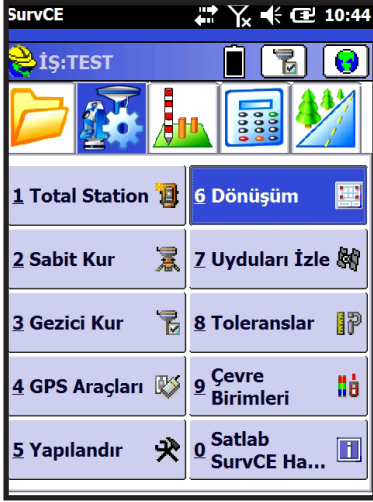 SurvCE 10:44
İŞ:TEST
1 Total Station
6 Dönüşüm
2 Sabit Kur
7 Uyduları İzle
3 Gezici Kur
8 Toleranslar
4 GPS Araçları
9 Çevre
Birimleri
5 Yapılandır
0 Satlab
SurvCE Ha...